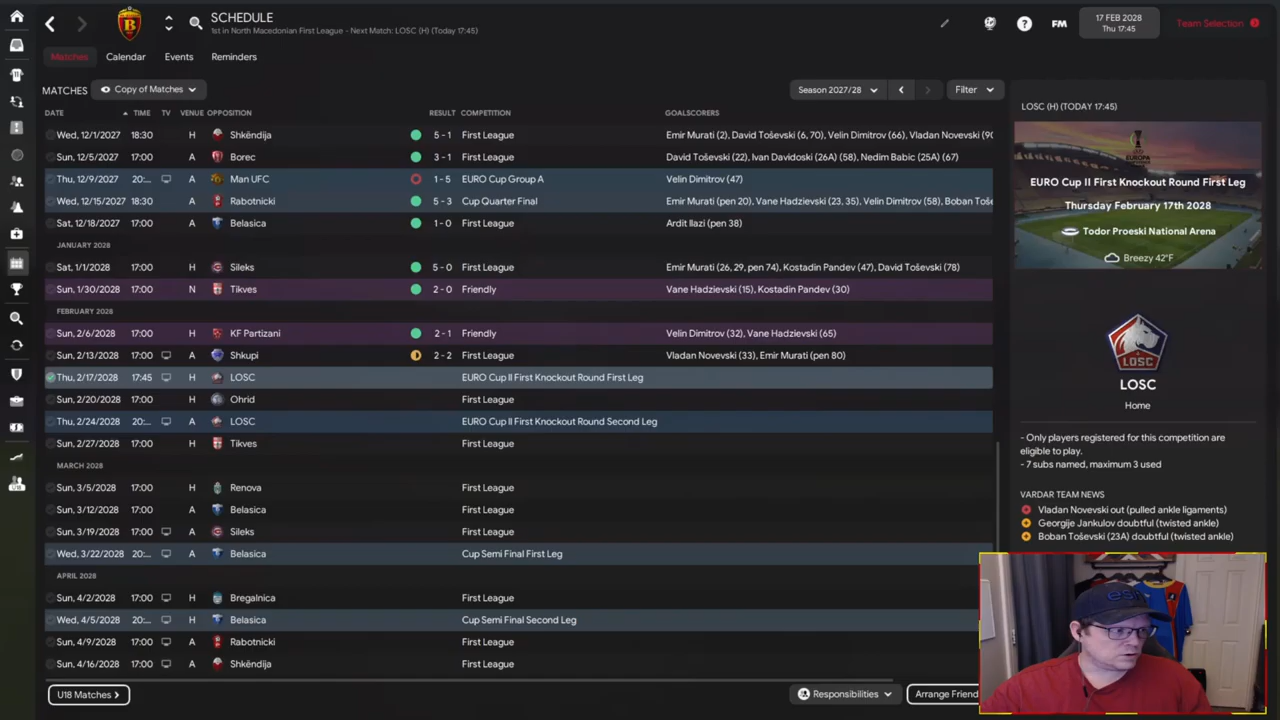 SCHEDULE
1st in North Macedonian First League - Next Match: LOSC (H) (Today 17:45)
FM
17 FEB 2028
Thu 17:45
Team Selection
Matches Calendar Events Reminders
MATCHES Copy of Matches Season 2027/28 Filter
DATE TIME TV VENUE OPPOSITION RESULT COMPETITION GOALSCORERS
Wed, 12/1/2027 18:30 H Shkëndija 5 - 1 First League Emir Murati (2), David Toševski (6, 70), Velin Dimitrov (66), Vladan Novevski (90
Sun, 12/5/2027 17:00 A Borec 3 - 1 First League David Toševski (22), Ivan Davidoski (26A) (58), Nedim Babic (25A) (67)
Thu, 12/9/2027 20:... A Man UFC 1 - 5 EURO Cup Group A Velin Dimitrov (47)
Wed, 12/15/2027 18:30 A Rabotnicki 5 - 3 Cup Quarter Final Emir Murati (pen 20), Vane Hadzievski (23, 35), Velin Dimitrov (58), Boban Toše
Sat, 12/18/2027 17:00 A Belasica 1 - 0 First League Ardit Ilazi (pen 38)
JANUARY 2028
Sat, 1/1/2028 17:00 H Sileks 5 - 0 First League Emir Murati (26, 29, pen 74), Kostadin Pandev (47), David Toševski (78)
Sun, 1/30/2028 17:00 N Tikves 2 - 0 Friendly Vane Hadzievski (15), Kostadin Pandev (30)
FEBRUARY 2028
Sun, 2/6/2028 17:00 H KF Partizani 2 - 1 Friendly Velin Dimitrov (32), Vane Hadzievski (65)
Sun, 2/13/2028 17:00 A Shkupi 2 - 2 First League Vladan Novevski (33), Emir Murati (pen 80)
Thu, 2/17/2028 17:45 H LOSC EURO Cup II First Knockout Round First Leg
Sun, 2/20/2028 17:00 H Ohrid First League
Thu, 2/24/2028 20:... A LOSC EURO Cup II First Knockout Round Second Leg
Sun, 2/27/2028 17:00 H Tikves First League
MARCH 2028
Sun, 3/5/2028 17:00 H Renova First League
Sun, 3/12/2028 17:00 A Belasica First League
Sun, 3/19/2028 17:00 A Sileks First League
Wed, 3/22/2028 20:... A Belasica Cup Semi Final First Leg
APRIL 2028
Sun, 4/2/2028 17:00 H Bregalnica First League
Wed, 4/5/2028 20:... H Belasica Cup Semi Final Second Leg
Sun, 4/9/2028 17:00 A Rabotnicki First League
Sun, 4/16/2028 17:00 A Shkëndija First League
U18 Matches Responsibilities Arrange Friend
LOSC (H) (TODAY 17:45)
EURO Cup II First Knockout Round First Leg
Thursday February 17th 2028
Todor Proeski National Arena
Breezy 42°F
LOSC
LOSC
Home
- Only players registered for this competition are
eligible to play.
- 7 subs named, maximum 3 used
VARDAR TEAM NEWS
Vladan Novevski out (pulled ankle ligaments)
Georgije Jankulov doubtful (twisted ankle)
Boban Toševski (23A) doubtful (twisted ankle)